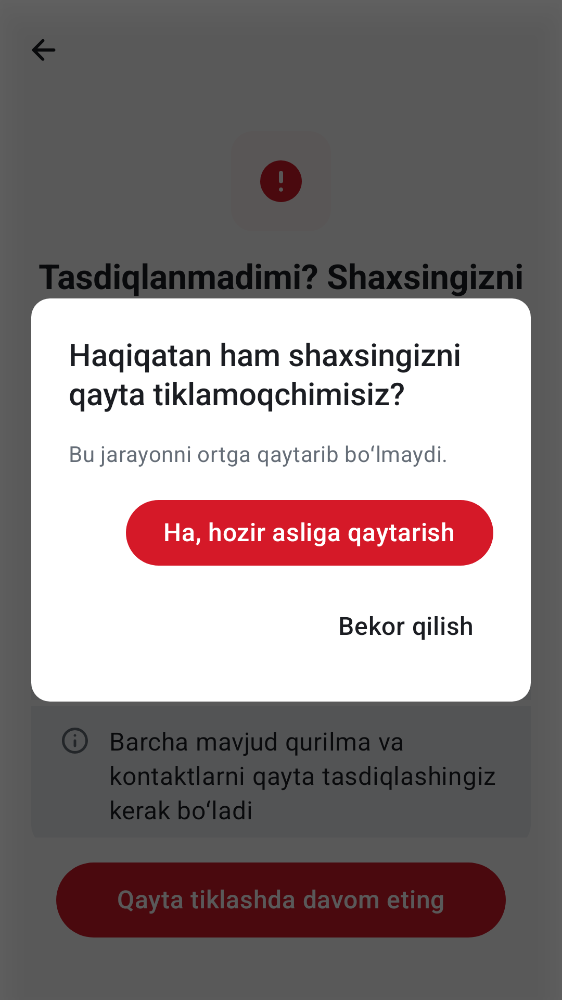 Tasdiqlanmadimi? Shaxsingizni
Haqiqatan ham shaxsingizni
qayta tiklamoqchimisiz?
Bu jarayonni ortga qaytarib boʻlmaydi.
Ha, hozir asliga qaytarish
Bekor qilish
Barcha mavjud qurilma va
kontaktlarni qayta tasdiqlashingiz
kerak boʻladi
Qayta tiklashda davom eting